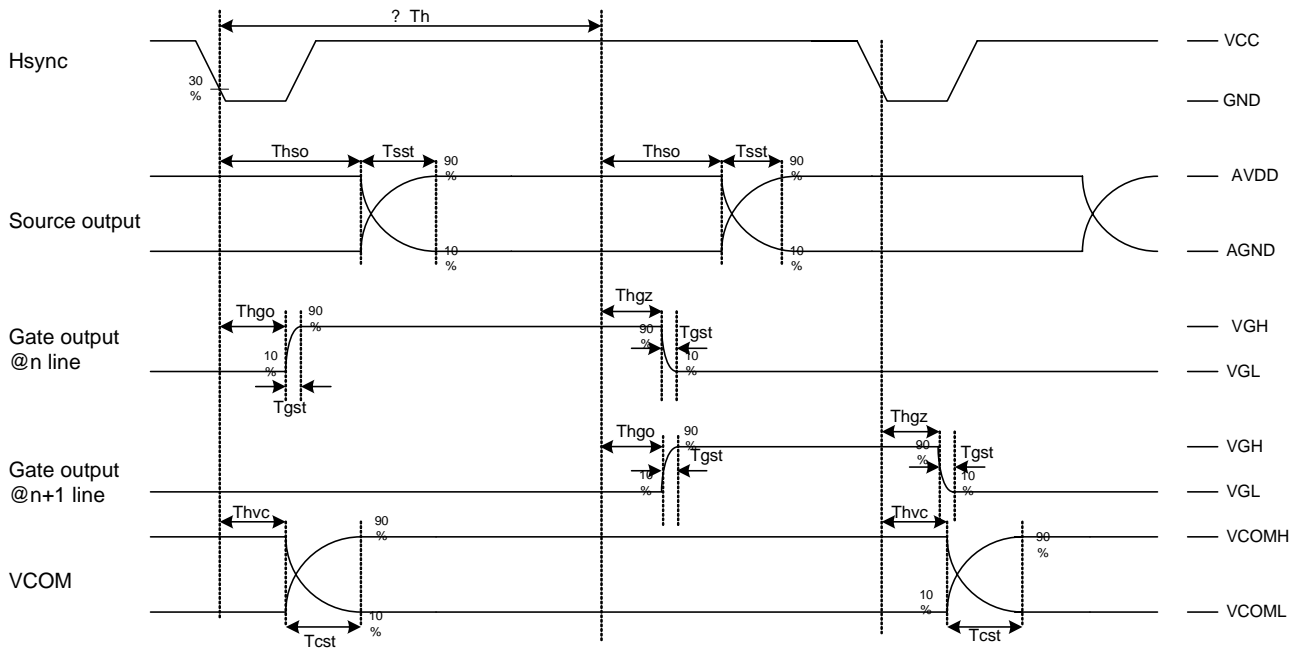 ? Th
Hsync
30
%
VCC
GND
Thso
Tsst
90
%
Thso
Tsst
90
%
AVDD
Source output
10
%
10
%
AGND
Thgo
90
%
Thgz
90
%
Tgst
VGH
Gate output
@n line
10
%
10
%
VGL
Tgst
Thgo
90
%
Tgst
Thgz
90
%
Tgst
VGH
Gate output
@n+1 line
10
%
10
%
VGL
Thvc
90
%
Thvc
90
%
VCOMH
VCOM
10
%
10
%
VCOML
Tcst
Tcst